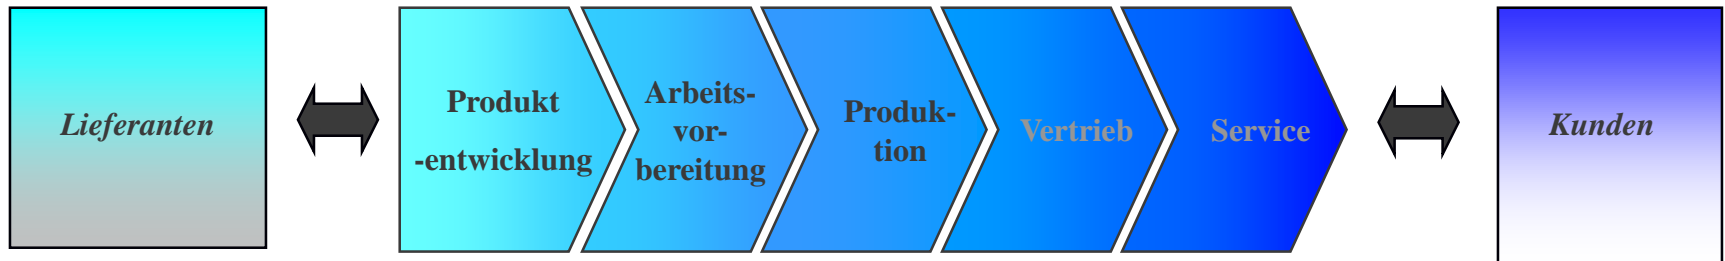 Lieferanten
Produkt
-entwicklung
Arbeits-
vor-
bereitung
Produk-
tion
Vertrieb
Service
Kunden